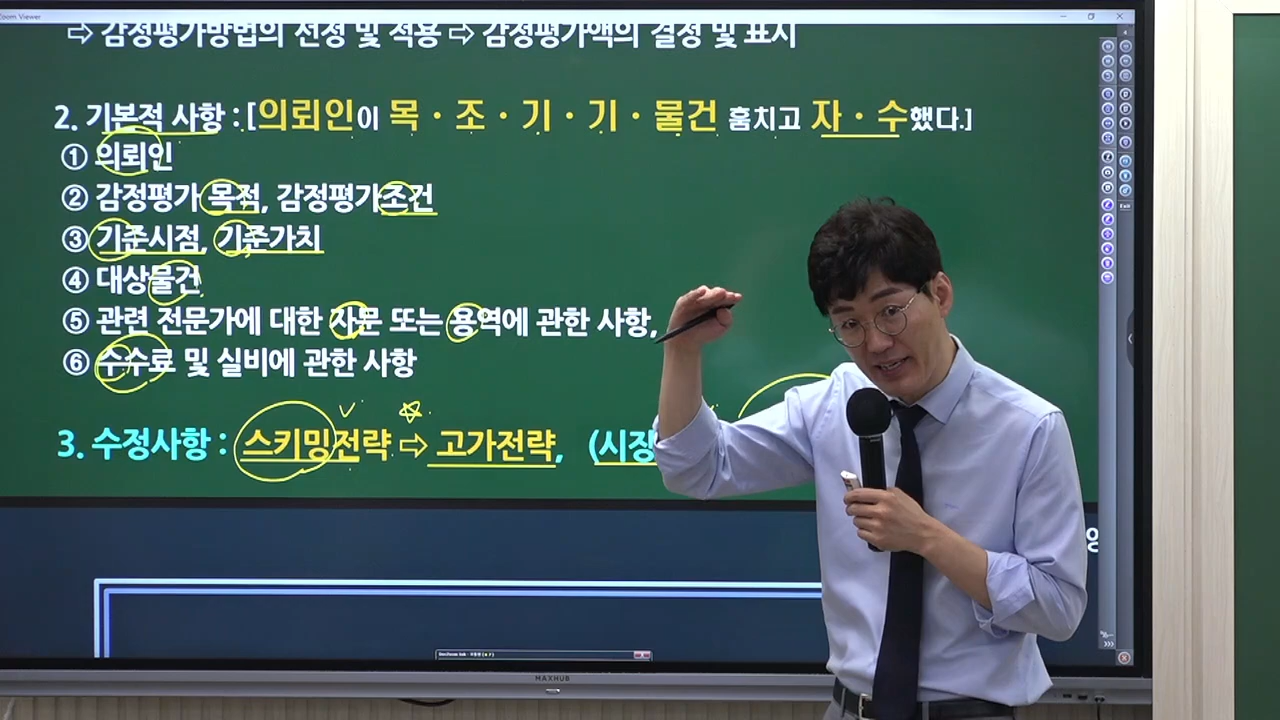 Zoom Viewer
⇨ 감정평가방법의 선정 및 적용 ⇨ 감정평가액의 결정 및 표시
2. 기본적 사항 : [의뢰인이 목·조·기·기·물건 훔치고 자·수했다.]
① 의뢰인
② 감정평가 목적, 감정평가조건
③ 기준시점, 기준가치
④ 대상물건
⑤ 관련 전문가에 대한 자문 또는 용역에 관한 사항,
⑥ 수수료 및 실비에 관한 사항
3. 수정사항 : 스키밍전략 ⇨ 고가전략, (시장
MAXHUB